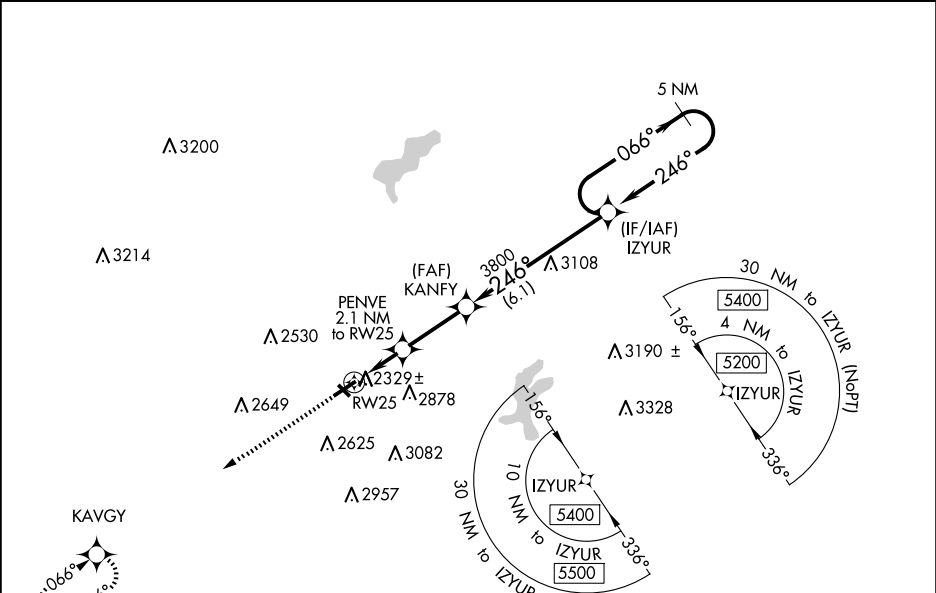 5 NM
066°
246°
3200
(IF/IAF)
IZYUR
3214
3108
3800
246°
(6.1)
(FAF)
KANFY
PENVE
2.1 NM
to RW25
2530
2329 ±
RW25
2878
2649
2625
3082
2957
3190 ±
3328
30 NM to IZYUR (NoPT)
5400
156°
4 NM to IZYUR
5200
IZYUR
336°
156°
IZYUR
10 NM to IZYUR
5400
336°
30 NM to IZYUR
5500
KAVGY
066°